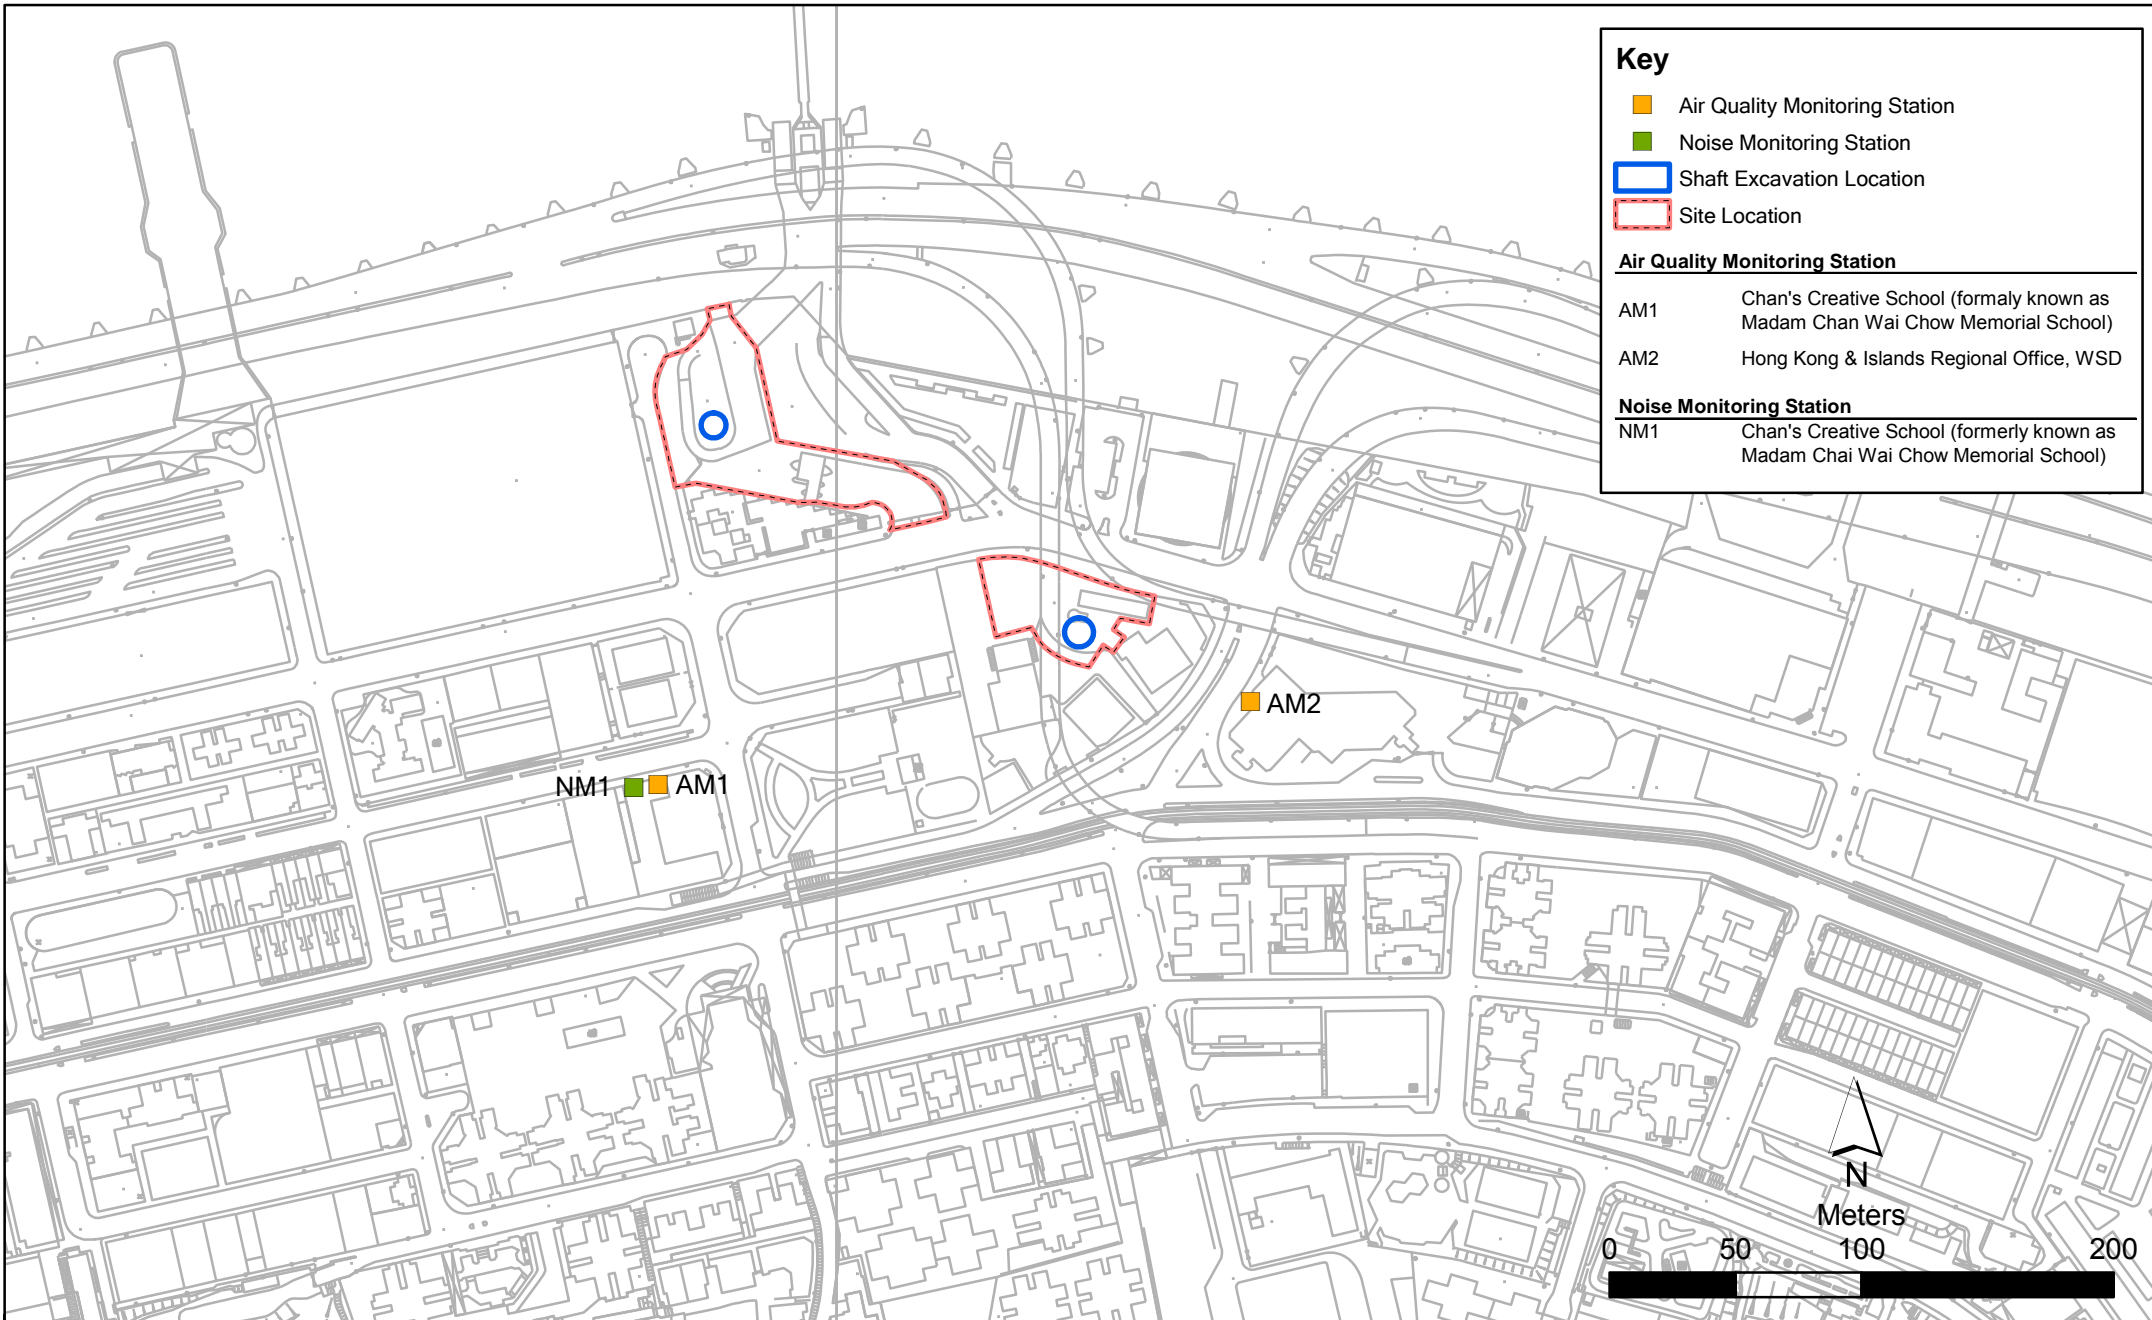 Key
Air Quality Monitoring Station
Noise Monitoring Station
Shaft Excavation Location
Site Location
Air Quality Monitoring Station
AM1 Chan's Creative School (formaly known as
Madam Chan Wai Chow Memorial School)
AM2 Hong Kong & Islands Regional Office, WSD
Noise Monitoring Station
NM1 Chan's Creative School (formerly known as
Madam Chai Wai Chow Memorial School)
AM2
NM1 AM1
N
Meters
0 50 100 200